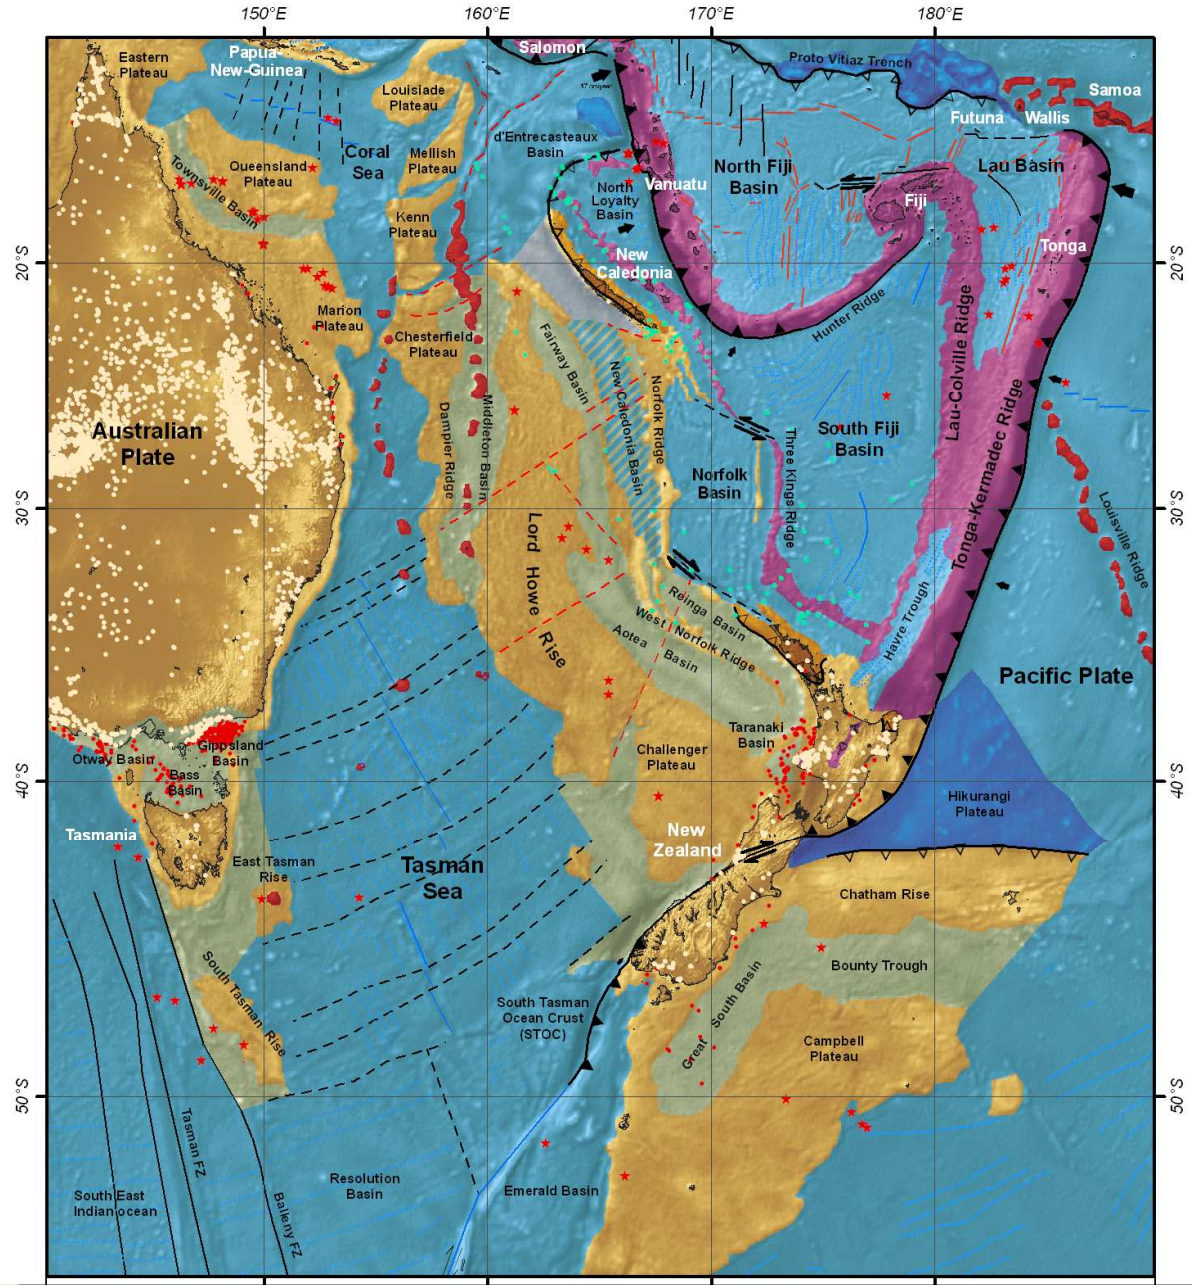 150°E
160°E
170°E
180°E
Eastern
Plateau
Papua-
New-Guinea
Salomon
Proto Vitiaz Trench
Samoa
Louisiade
Plateau
Futuna
Wallis
d'Entrecasteaux
Basin
Coral
Sea
Mellish
Plateau
Queensland
Plateau
Townsville Basin
North Fiji
Basin
Lau Basin
Vanuatu
North
Loyalty
Basin
Fiji
Kenn
Plateau
Tonga
New
Caledonia
20°S
20°S
Marion
Plateau
Hunter Ridge
Chesterfield
Plateau
Fairway Basin
New Caledonia Basin
Norfolk Ridge
Lau-Colville Ridge
Dampier Ridge
Middleton Basin
Australian
Plate
South Fiji
Basin
Three Kings Ridge
Norfolk
Basin
Tonga-Kermadec Ridge
Louisville Ridge
30°S
30°S
Lord Howe Rise
Reinga Basin
West Norfolk Ridge
Aotea Basin
Havre Trough
Pacific Plate
Taranaki
Basin
Challenger
Plateau
Otway Basin
Gippsland
Basin
Bass
Basin
40°S
40°S
Hikurangi
Plateau
Tasmania
New
Zealand
East Tasman
Rise
Tasman
Sea
Chatham Rise
Bounty Trough
South Tasman Rise
South Tasman
Ocean Crust
(STOC)
Great South Basin
Campbell
Plateau
50°S
50°S
Tasman FZ
Balleny FZ
Resolution
Basin
Emerald Basin
South East
Indian ocean